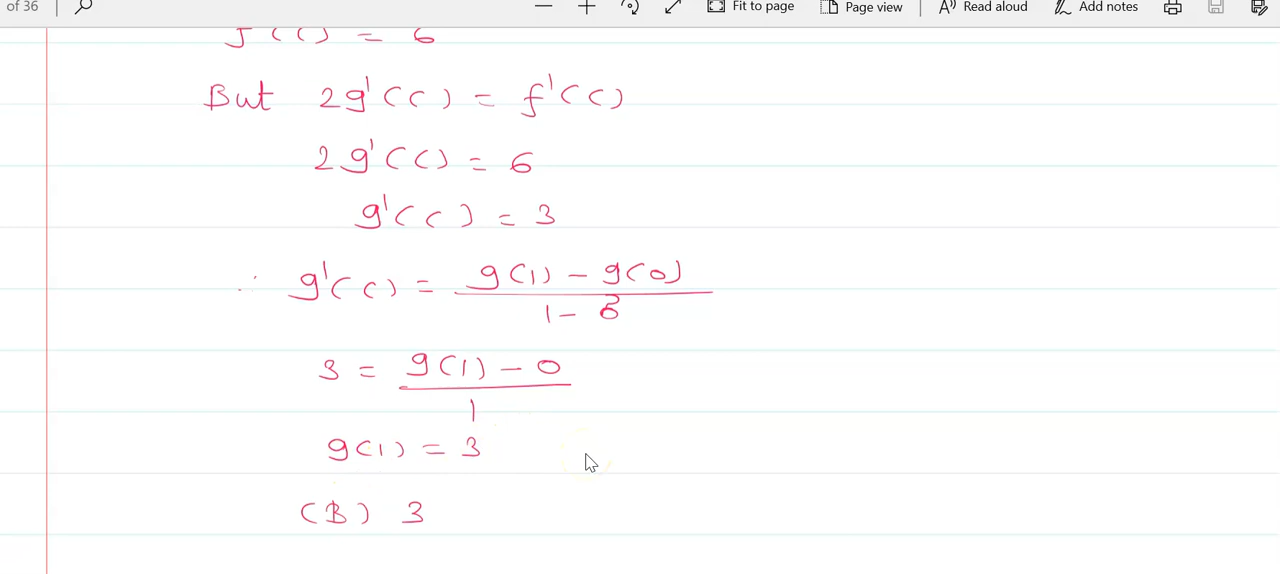 of 36 Fit to page Page view Read aloud Add notes
f'(c) = 6
But 2g'(c) = f'(c)
2g'(c) = 6
g'(c) = 3
∴ g'(c) = g(1) - g(0)
1 - 0
3 = g(1) - 0
1
g(1) = 3
(B) 3